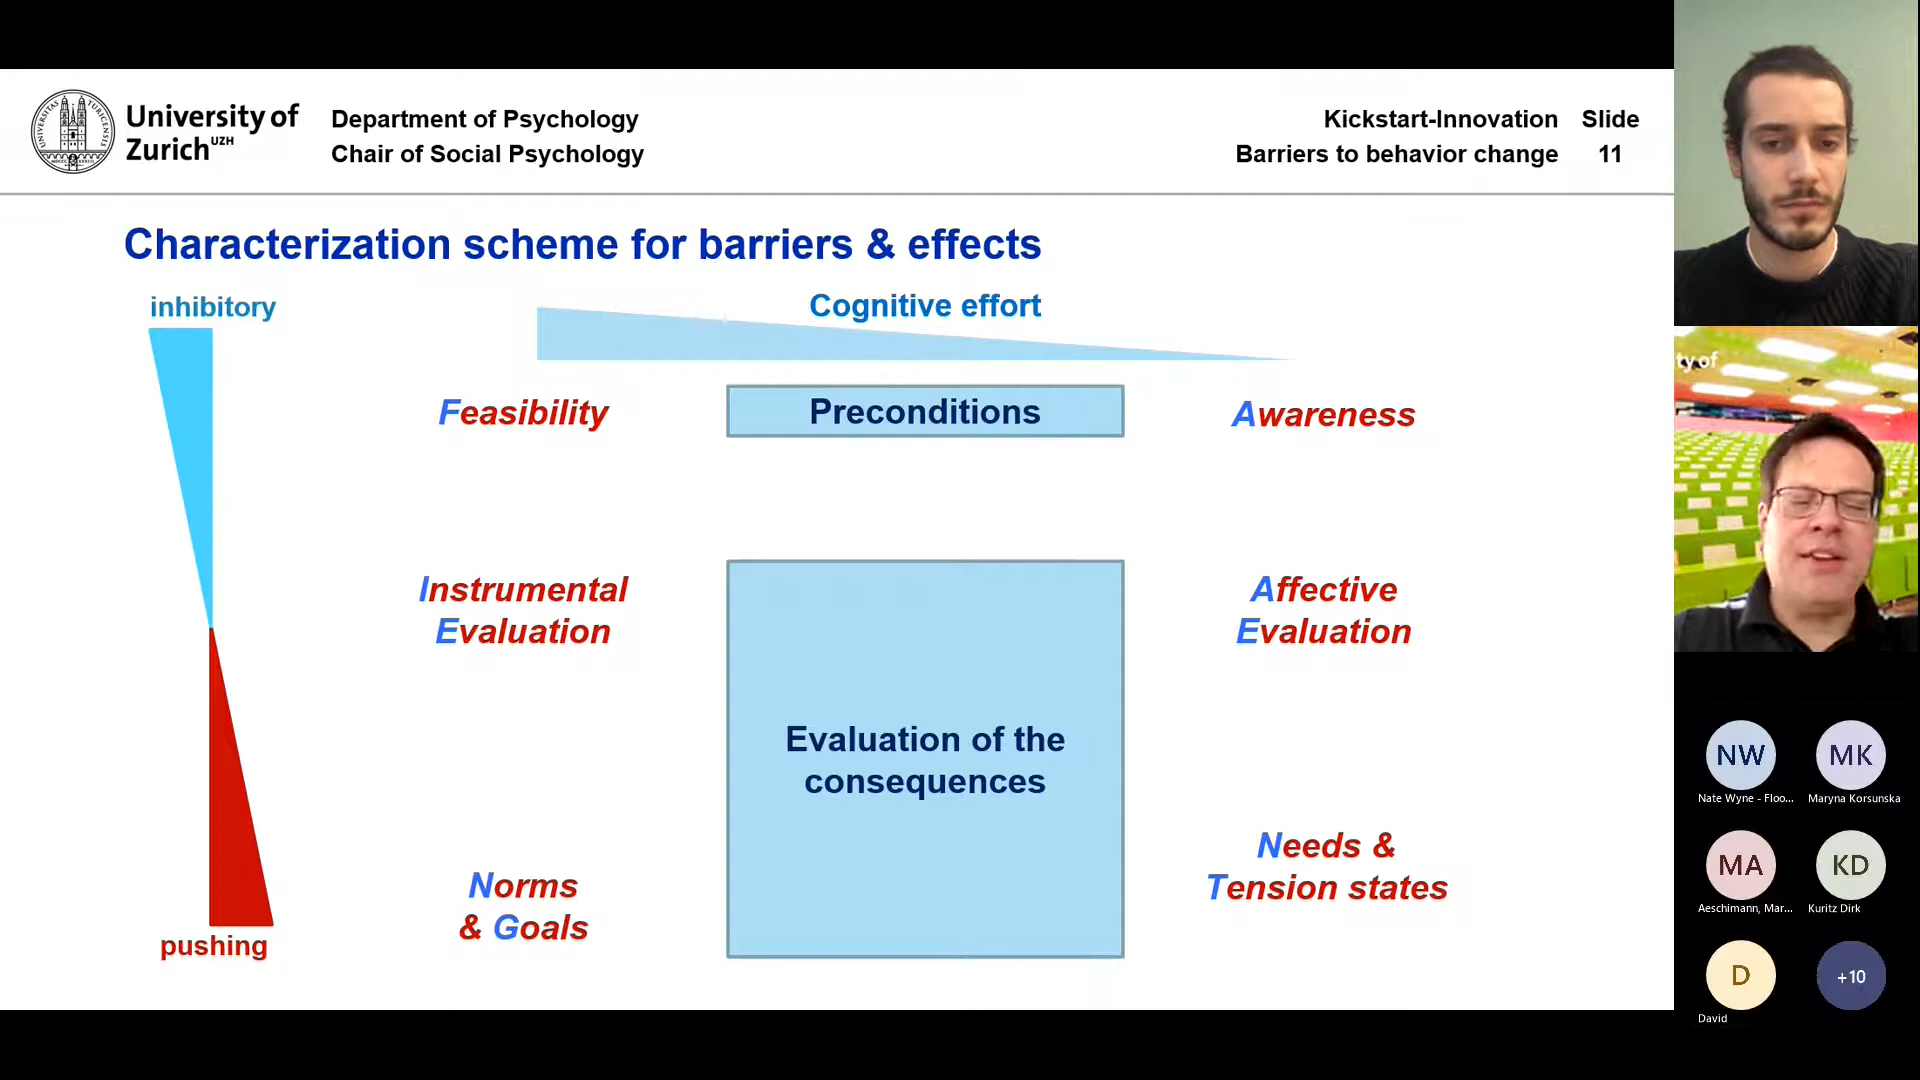 University of
Zurich UZH
Department of Psychology
Chair of Social Psychology
Kickstart-Innovation Slide
Barriers to behavior change 11
Characterization scheme for barriers & effects
inhibitory
Cognitive effort
Feasibility
Preconditions
Awareness
Instrumental
Evaluation
Affective
Evaluation
Evaluation of the
consequences
Norms
& Goals
Needs &
Tension states
pushing
ty of
NW
MK
Nate Wyne - Floo...
Maryna Korsunska
MA
KD
Aeschimann, Mar...
Kuritz Dirk
D
+10
David